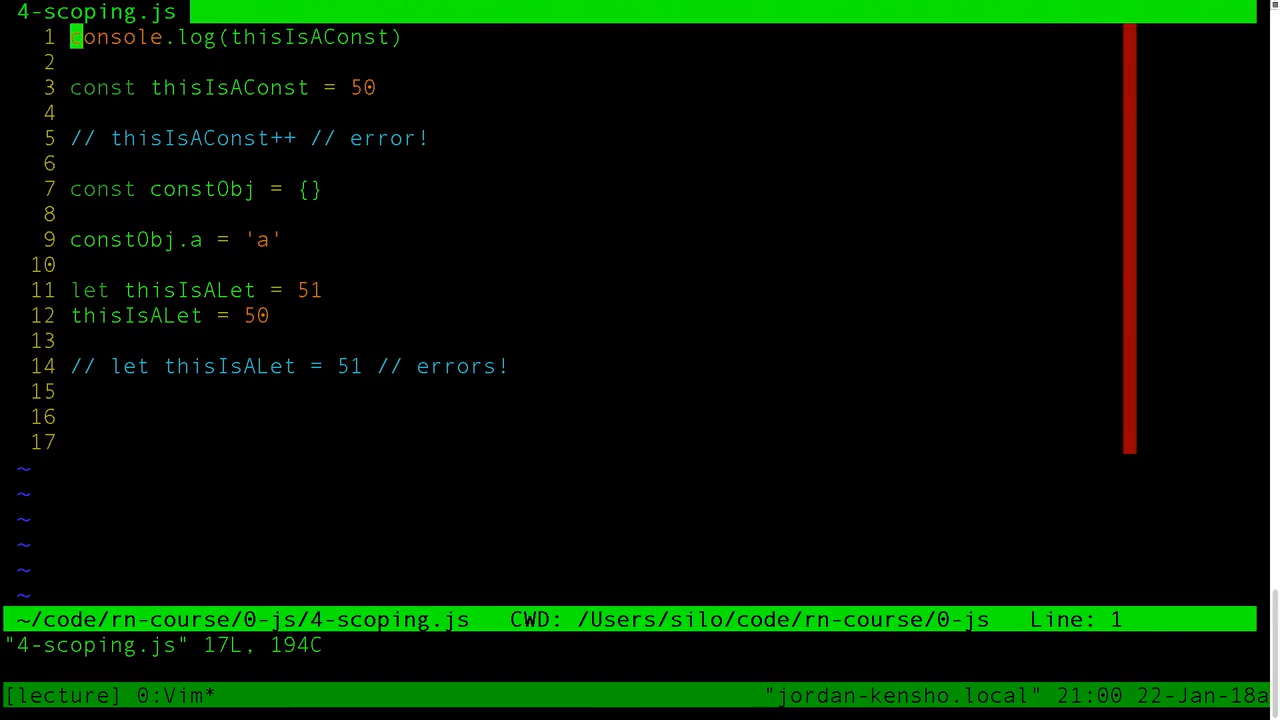 4-scoping.js
1 console.log(thisIsAConst)
2
3 const thisIsAConst = 50
4
5 // thisIsAConst++ // error!
6
7 const constObj = {}
8
9 constObj.a = 'a'
10
11 let thisIsALet = 51
12 thisIsALet = 50
13
14 // let thisIsALet = 51 // errors!
15
16
17
~
~
~
~
~
~
~/code/rn-course/0-js/4-scoping.js CWD: /Users/silo/code/rn-course/0-js Line: 1
"4-scoping.js" 17L, 194C
[lecture] 0:Vim* "jordan-kensho.local" 21:00 22-Jan-18a